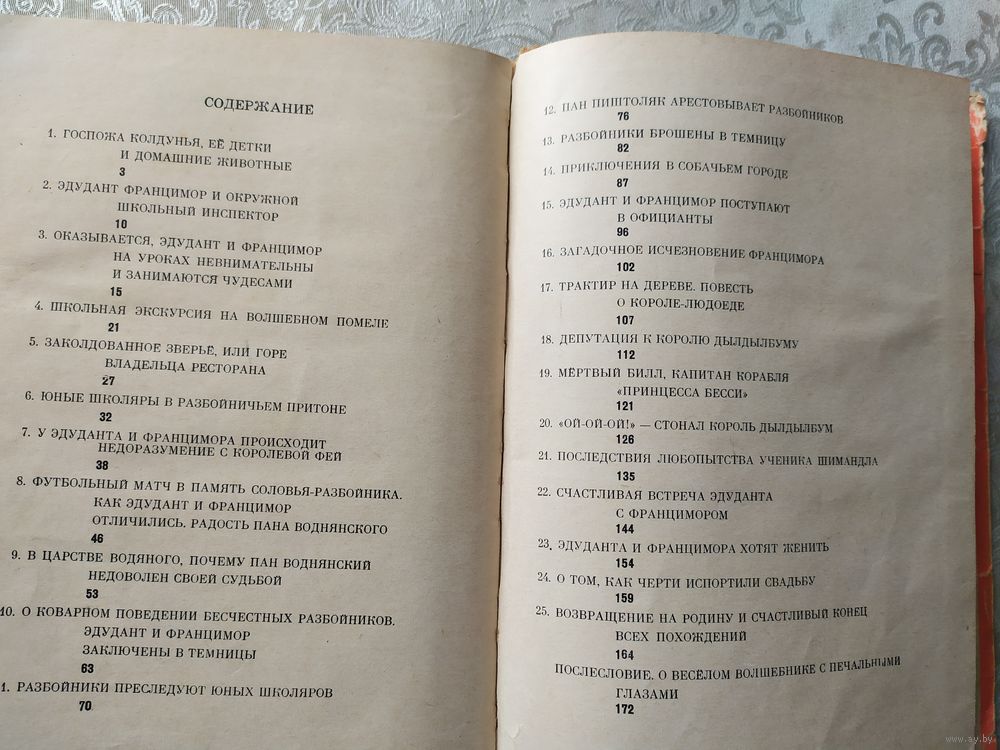 СОДЕРЖАНИЕ
1. ГОСПОЖА КОЛДУНЬЯ, ЕЁ ДЕТКИ
И ДОМАШНИЕ ЖИВОТНЫЕ
3
2. ЭДУДАНТ ФРАНЦИМОР И ОКРУЖНОЙ
ШКОЛЬНЫЙ ИНСПЕКТОР
10
3. ОКАЗЫВАЕТСЯ, ЭДУДАНТ И ФРАНЦИМОР
НА УРОКАХ НЕВНИМАТЕЛЬНЫ
И ЗАНИМАЮТСЯ ЧУДЕСАМИ
15
4. ШКОЛЬНАЯ ЭКСКУРСИЯ НА ВОЛШЕБНОМ ПОМЕЛЕ
21
5. ЗАКОЛДОВАННОЕ ЗВЕРЬЁ, ИЛИ ГОРЕ
ВЛАДЕЛЬЦА РЕСТОРАНА
27
6. ЮНЫЕ ШКОЛЯРЫ В РАЗБОЙНИЧЬЕМ ПРИТОНЕ
32
7. У ЭДУДАНТА И ФРАНЦИМОРА ПРОИСХОДИТ
НЕДОРАЗУМЕНИЕ С КОРОЛЕВОЙ ФЕЙ
38
8. ФУТБОЛЬНЫЙ МАТЧ В ПАМЯТЬ СОЛОВЬЯ-РАЗБОЙНИКА.
КАК ЭДУДАНТ И ФРАНЦИМОР
ОТЛИЧИЛИСЬ. РАДОСТЬ ПАНА ВОДНЯНСКОГО
46
9. В ЦАРСТВЕ ВОДЯНОГО, ПОЧЕМУ ПАН ВОДНЯНСКИЙ
НЕДОВОЛЕН СВОЕЙ СУДЬБОЙ
53
10. О КОВАРНОМ ПОВЕДЕНИИ БЕСЧЕСТНЫХ РАЗБОЙНИКОВ.
ЭДУДАНТ И ФРАНЦИМОР
ЗАКЛЮЧЕНЫ В ТЕМНИЦЫ
63
1. РАЗБОЙНИКИ ПРЕСЛЕДУЮТ ЮНЫХ ШКОЛЯРОВ
70
12. ПАН ПИШТОЛЯК АРЕСТОВЫВАЕТ РАЗБОЙНИКОВ
76
13. РАЗБОЙНИКИ БРОШЕНЫ В ТЕМНИЦУ
82
14. ПРИКЛЮЧЕНИЯ В СОБАЧЬЕМ ГОРОДЕ
87
15. ЭДУДАНТ И ФРАНЦИМОР ПОСТУПАЮТ
В ОФИЦИАНТЫ
96
16. ЗАГАДОЧНОЕ ИСЧЕЗНОВЕНИЕ ФРАНЦИМОРА
102
17. ТРАКТИР НА ДЕРЕВЕ. ПОВЕСТЬ
О КОРОЛЕ-ЛЮДОЕДЕ
107
18. ДЕПУТАЦИЯ К КОРОЛЮ ДЫЛДЫЛБУМУ
112
19. МЁРТВЫЙ БИЛЛ, КАПИТАН КОРАБЛЯ
«ПРИНЦЕССА БЕССИ»
121
20. «ОЙ-ОЙ-ОЙ!» — СТОНАЛ КОРОЛЬ ДЫЛДЫЛБУМ
126
21. ПОСЛЕДСТВИЯ ЛЮБОПЫТСТВА УЧЕНИКА ШИМАНДЛА
135
22. СЧАСТЛИВАЯ ВСТРЕЧА ЭДУДАНТА
С ФРАНЦИМОРОМ
144
23. ЭДУДАНТА И ФРАНЦИМОРА ХОТЯТ ЖЕНИТЬ
154
24. О ТОМ, КАК ЧЕРТИ ИСПОРТИЛИ СВАДЬБУ
159
25. ВОЗВРАЩЕНИЕ НА РОДИНУ И СЧАСТЛИВЫЙ КОНЕЦ
ВСЕХ ПОХОЖДЕНИЙ
164
ПОСЛЕСЛОВИЕ. О ВЕСЁЛОМ ВОЛШЕБНИКЕ С ПЕЧАЛЬНЫМИ
ГЛАЗАМИ
172
www.ay.by